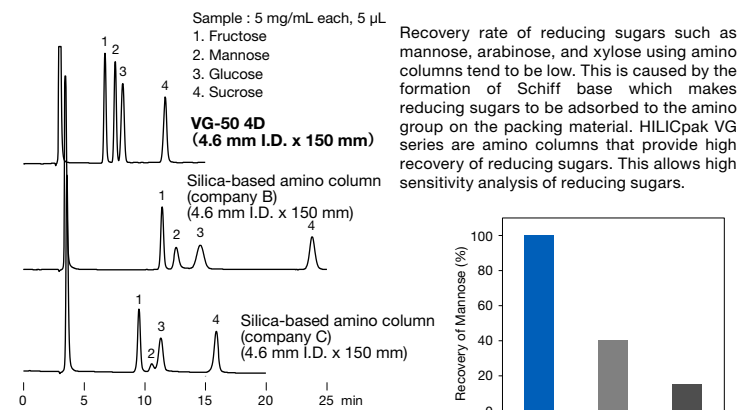 Sample : 5 mg/mL each, 5 µL
1. Fructose
2. Mannose
3. Glucose
4. Sucrose
VG-50 4D
(4.6 mm I.D. x 150 mm)
1
2
3
4
Silica-based amino column
(company B)
(4.6 mm I.D. x 150 mm)
1
2
3
4
Silica-based amino column
(company C)
(4.6 mm I.D. x 150 mm)
1
2
3
4
0 5 10 15 20 25 min
Recovery rate of reducing sugars such as
mannose, arabinose, and xylose using amino
columns tend to be low. This is caused by the
formation of Schiff base which makes
reducing sugars to be adsorbed to the amino
group on the packing material. HILICpak VG
series are amino columns that provide high
recovery of reducing sugars. This allows high
sensitivity analysis of reducing sugars.
Recovery of Mannose (%)
100
80
60
40
20
0